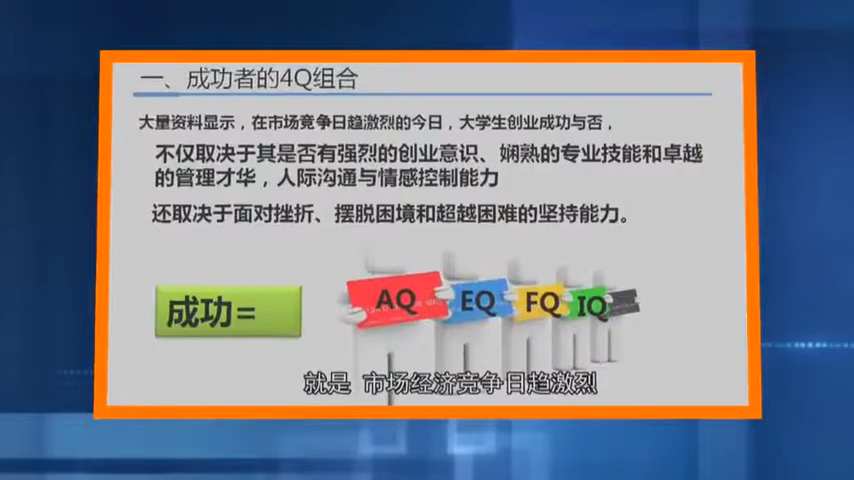 一、成功者的4Q组合
大量资料显示，在市场竞争日趋激烈的今日，大学生创业成功与否，
不仅取决于其是否有强烈的创业意识、娴熟的专业技能和卓越
的管理才华，人际沟通与情感控制能力
还取决于面对挫折、摆脱困境和超越困难的坚持能力。
成功=
AQ EQ FQ IQ
就是 市场经济竞争日趋激烈